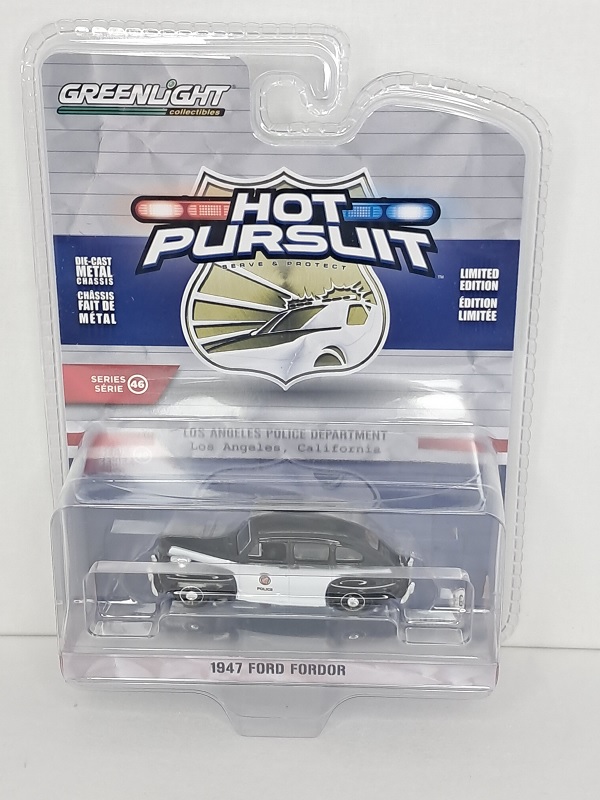 GREENLIGHT
collectibles
HOT
PURSUIT
™
SERVE & PROTECT
DIE-CAST
METAL
CHASSIS
CHÂSSIS
FAIT DE
MÉTAL
LIMITED
EDITION
ÉDITION
LIMITÉE
SERIES
SÉRIE 46
LOS ANGELES POLICE DEPARTMENT
Los Angeles, California
POLICE
1947 FORD FORDOR